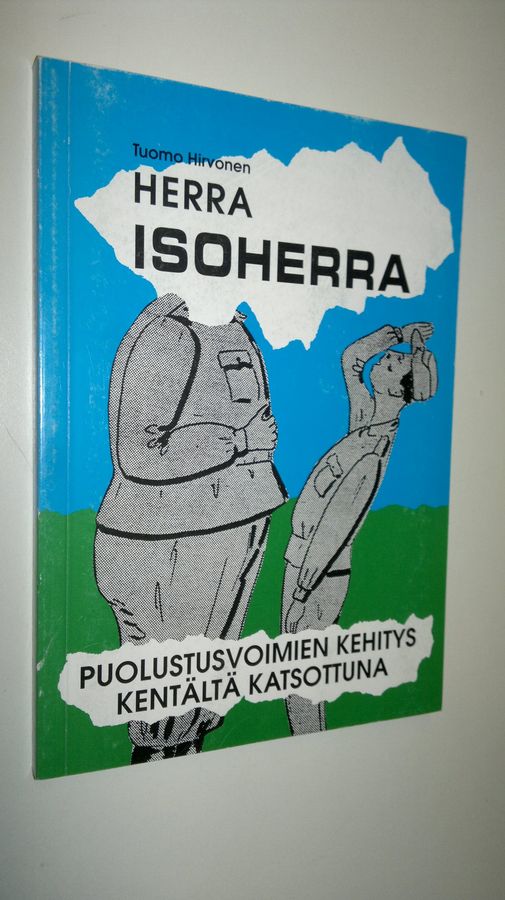 Tuomo Hirvonen
HERRA
ISOHERRA
PUOLUSTUSVOIMIEN KEHITYS
KENTÄLTÄ KATSOTTUNA